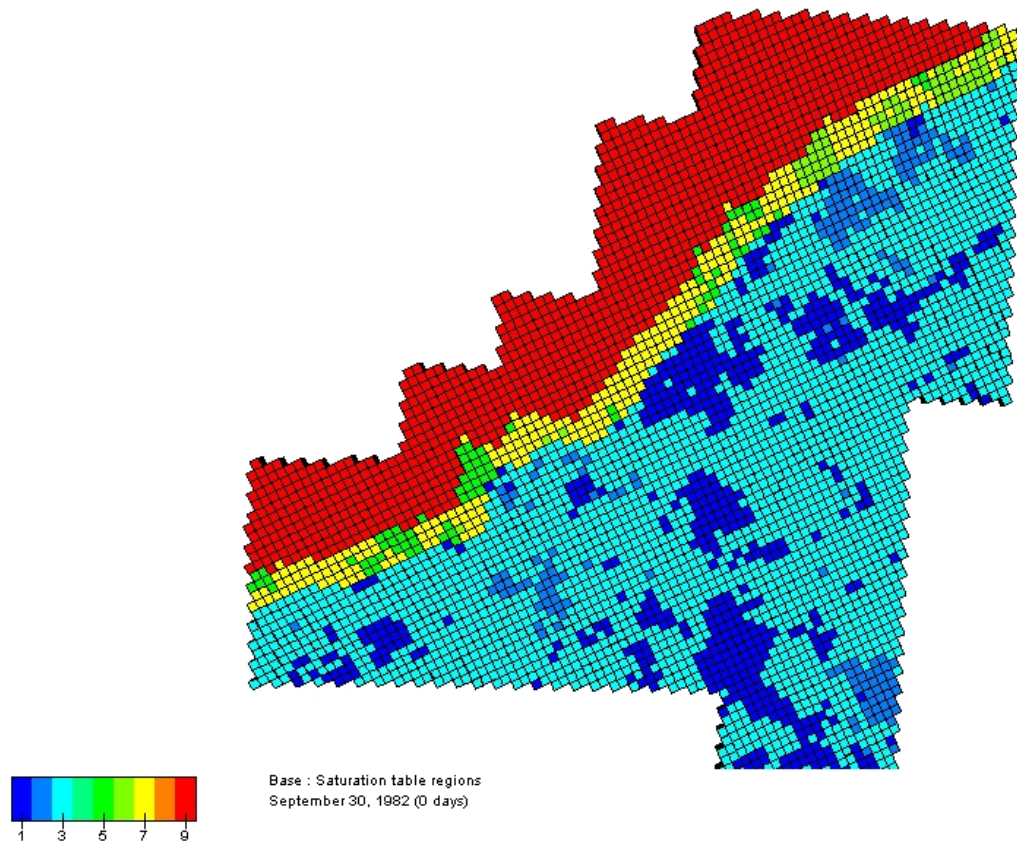 Base : Saturation table regions
September 30, 1982 (0 days)
1 3 5 7 9